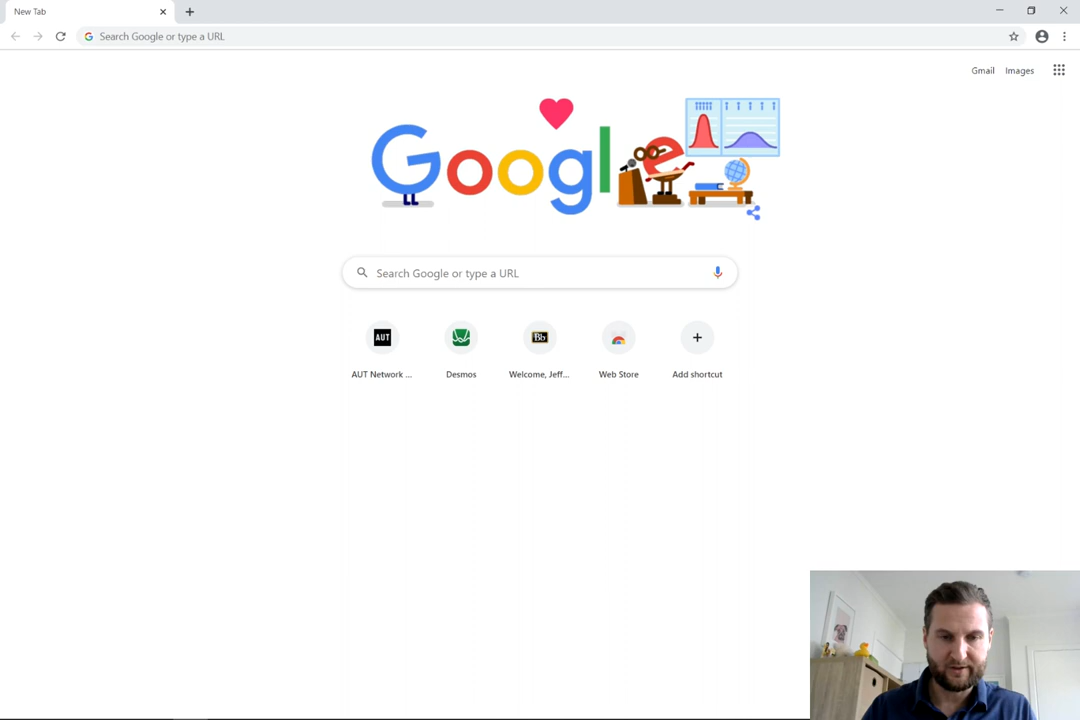 New Tab
Search Google or type a URL
Gmail Images
Google
Search Google or type a URL
AUT
Bb
AUT Network ...
Desmos
Welcome, Jeff...
Web Store
Add shortcut